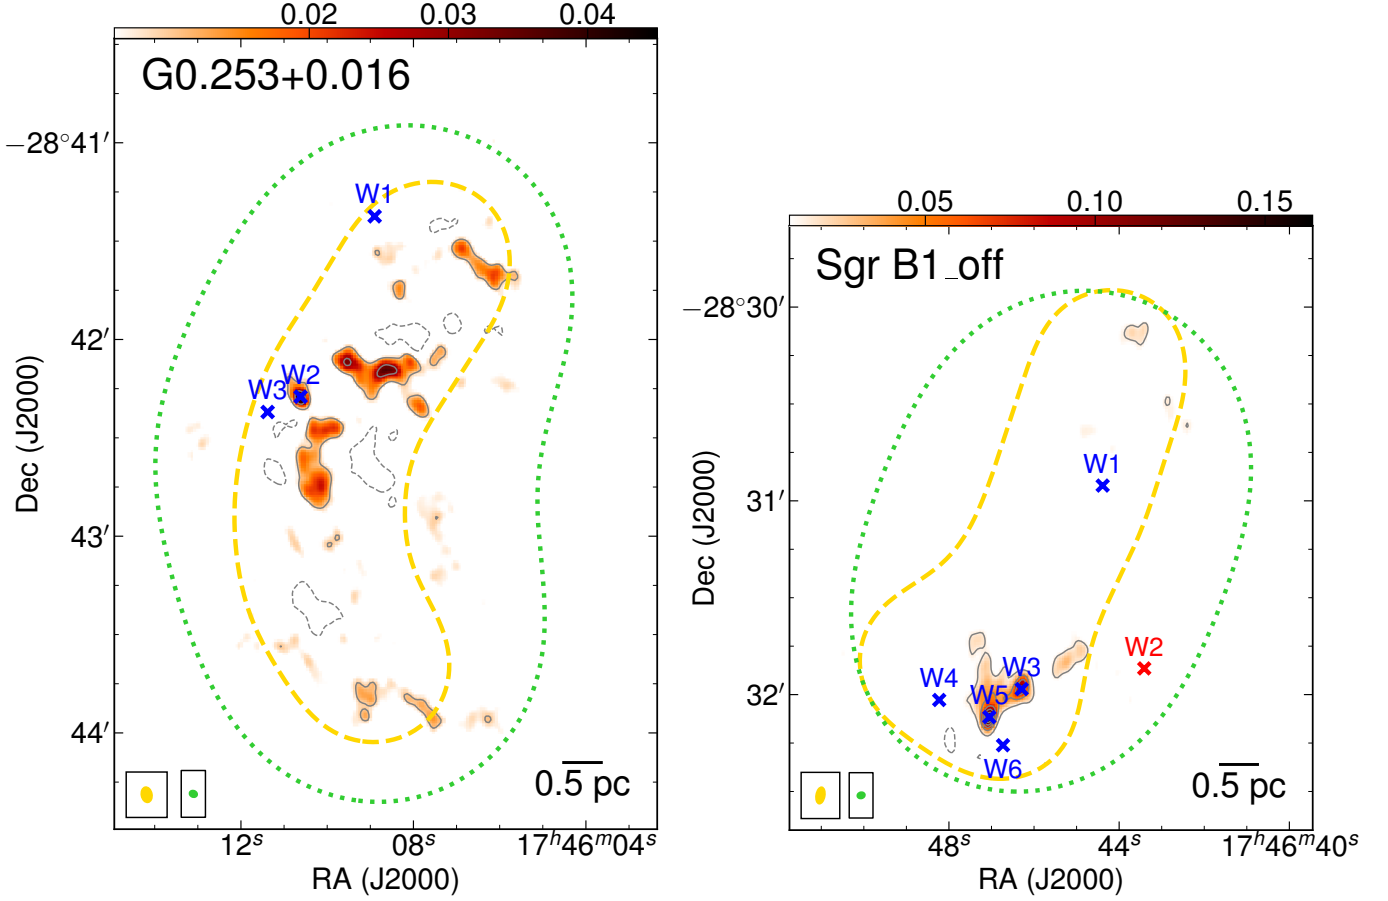 0.02 0.03 0.04
G0.253+0.016
−28°41′
42′
43′
44′
W1
W2
W3
0.5 pc
12ˢ 08ˢ 17ʰ46ᵐ04ˢ
RA (J2000)
Dec (J2000)
0.05 0.10 0.15
Sgr B1_off
−28°30′
31′
32′
W1
W2
W3
W4
W5
W6
0.5 pc
48ˢ 44ˢ 17ʰ46ᵐ40ˢ
RA (J2000)
Dec (J2000)